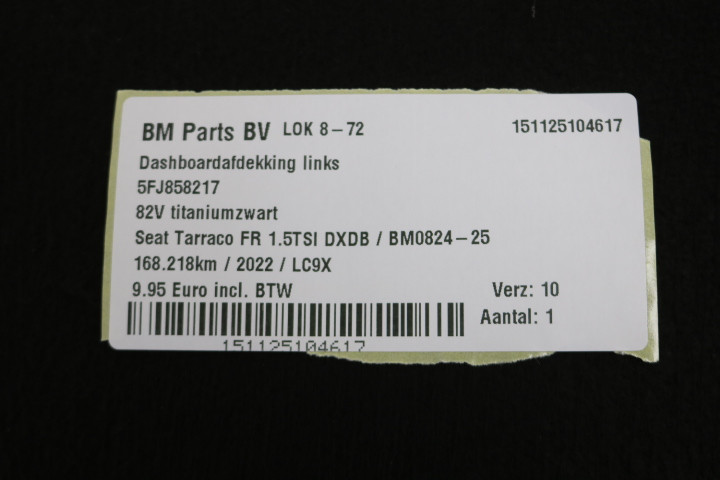 BM Parts BV LOK 8-72 151125104617
Dashboardafdekking links
5FJ858217
82V titaniumzwart
Seat Tarraco FR 1.5TSI DXDB / BM0824-25
168.218km / 2022 / LC9X
9.95 Euro incl. BTW Verz: 10
Aantal: 1
151125104617